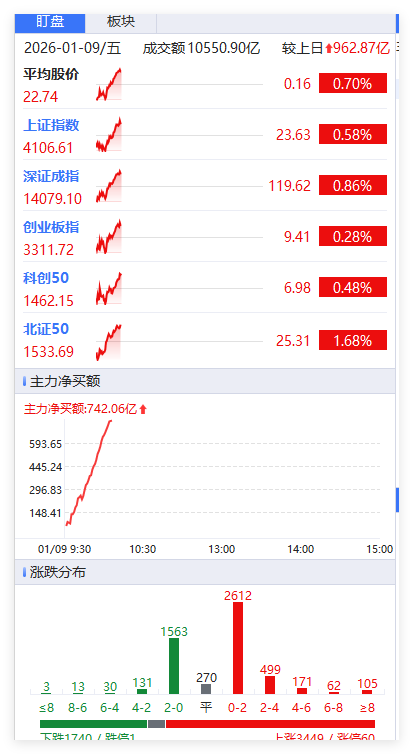 盯盘 板块
2026-01-09/五 成交额10550.90亿 较上日962.87亿
平均股价
22.74 0.16 0.70%
上证指数
4106.61 23.63 0.58%
深证成指
14079.10 119.62 0.86%
创业板指
3311.72 9.41 0.28%
科创50
1462.15 6.98 0.48%
北证50
1533.69 25.31 1.68%
主力净买额
主力净买额:742.06亿
593.65
445.24
296.83
148.41
01/09 9:30 10:30 13:00 14:00 15:00
涨跌分布
3 13 30 131 1563 270 2612 499 171 62 105
≤8 8-6 6-4 4-2 2-0 平 0-2 2-4 4-6 6-8 ≥8
下跌1740 / 跌停1 上涨3449 / 涨停60